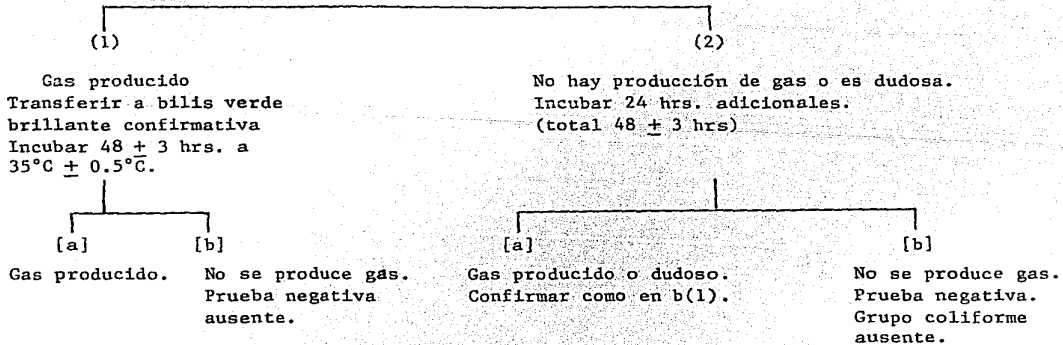 (1)
Gas producido
Transferir a bilis verde
brillante confirmativa
Incubar 48 ± 3 hrs. a
35°C ± 0.5°C.
(2)
No hay producción de gas o es dudosa.
Incubar 24 hrs. adicionales.
(total 48 ± 3 hrs)
[a]
Gas producido.
[b]
No se produce gas.
Prueba negativa
ausente.
[a]
Gas producido o dudoso.
Confirmar como en b(1).
[b]
No se produce gas.
Prueba negativa.
Grupo coliforme
ausente.